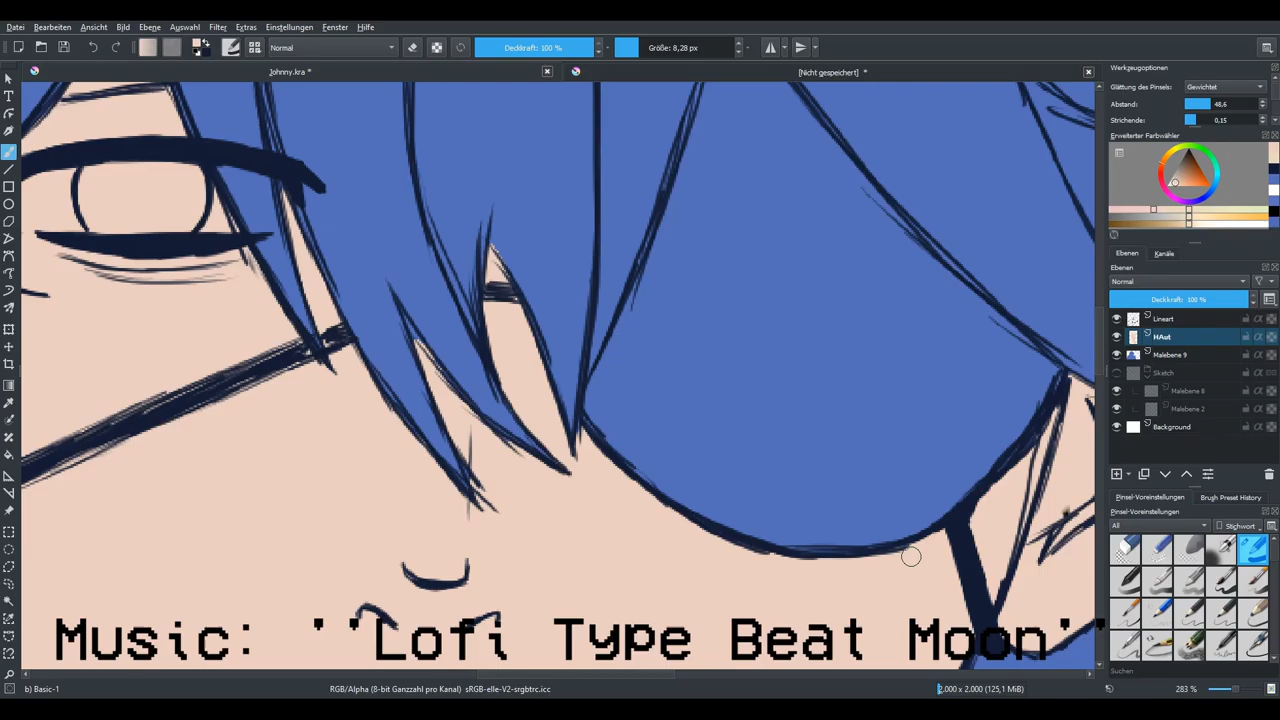 Datei Bearbeiten Ansicht Bild Ebene Auswahl Filter Extras Einstellungen Fenster Hilfe
Normal Deckkraft: 100 % Größe: 8,28 px
Johnny.kra * [Nicht gespeichert] *
Werkzeugoptionen
Glättung des Pinsels: Gewichtet
Abstand: 48,6
Strichende: 0,15
Erweiterter Farbwähler
Ebenen Kanäle
Ebenen
Normal
Deckkraft: 100 %
Lineart
HAut
Malebene 9
Sketch
Malebene 8
Malebene 2
Background
Pinsel-Voreinstellungen Brugh Preset History
Pinsel-Voreinstellungen
All Stichwort
Suchen
Music: ''Lofi Type Beat Moon''
b) Basic-1 RGB/Alpha (8-bit Ganzzahl pro Kanal) sRGB-elle-V2-srgbtrc.icc 2.000 x 2.000 (125,1 MiB) 283 %